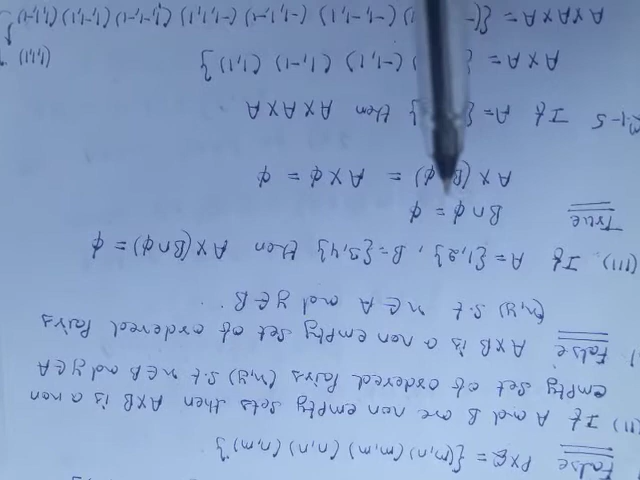 False P×Q = {(m,n) (m,m) (n,n) (n,m)}
(11) If A and B are non empty sets then A×B is a non
empty set of ordered Pairs (x,y) s.t x∈B and y∈A
False A×B is a non empty set of ordered Pairs
(x,y) s.t x∈A and y∈B.
(111) If A={1,2}, B={3,4} then A×(B∩φ)=φ
True B∩φ = φ
A×(B∩φ) = A×φ = φ
1-5 If A={ } then A×A×A
A×A = { (-1,1) (1,-1) (1,1)}
A×A×A = {(- ) (-1,-1,1) (-1,1,-1) (-1,1,1) (1,-1,-1) (1,-1,1) (1,1,-1)
(1,1,1)}